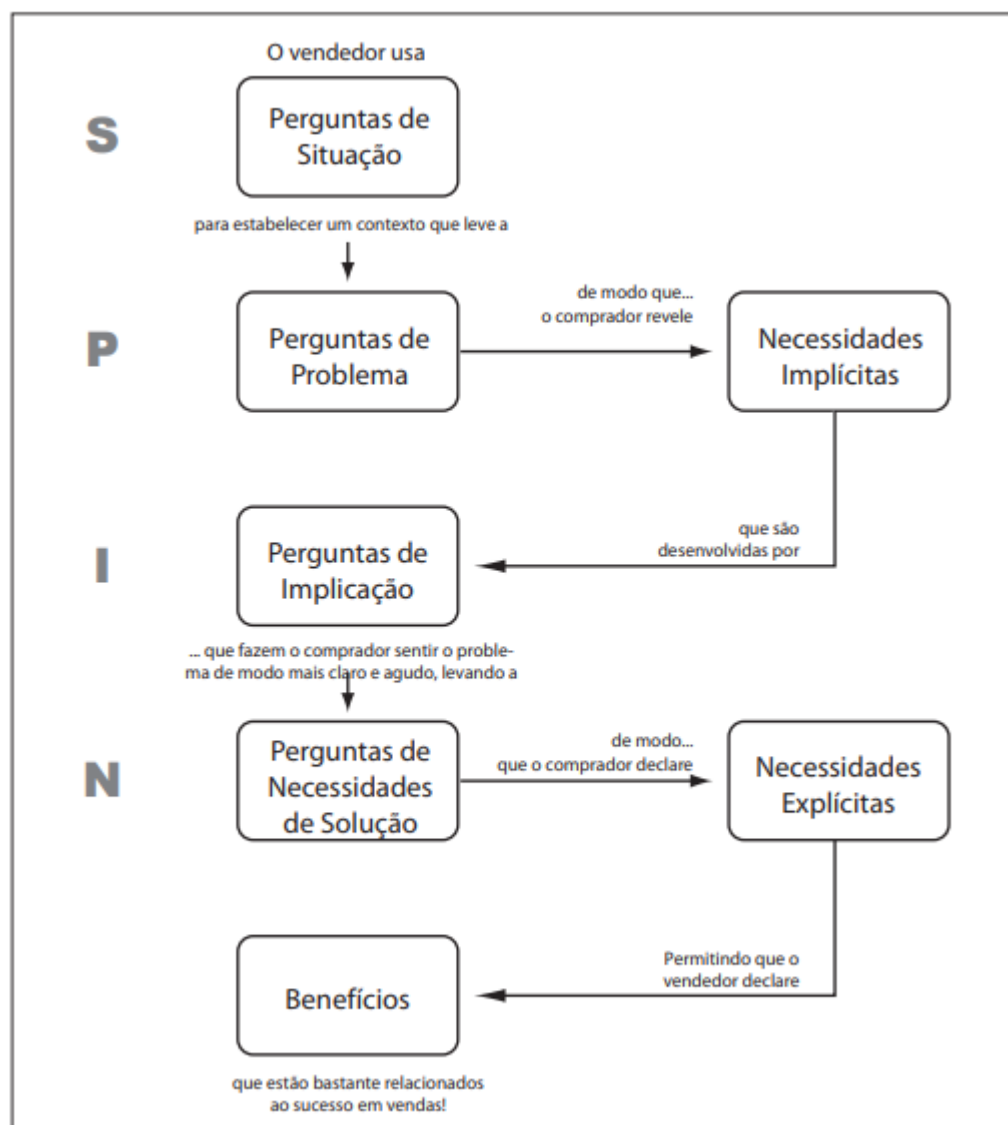 O vendedor usa
S
Perguntas de
Situação
para estabelecer um contexto que leve a
P
Perguntas de
Problema
de modo que...
o comprador revele
Necessidades
Implícitas
I
Perguntas de
Implicação
que são
desenvolvidas por
... que fazem o comprador sentir o proble-
ma de modo mais claro e agudo, levando a
N
Perguntas de
Necessidades
de Solução
de modo...
que o comprador declare
Necessidades
Explícitas
Benefícios
Permitindo que o
vendedor declare
que estão bastante relacionados
ao sucesso em vendas!